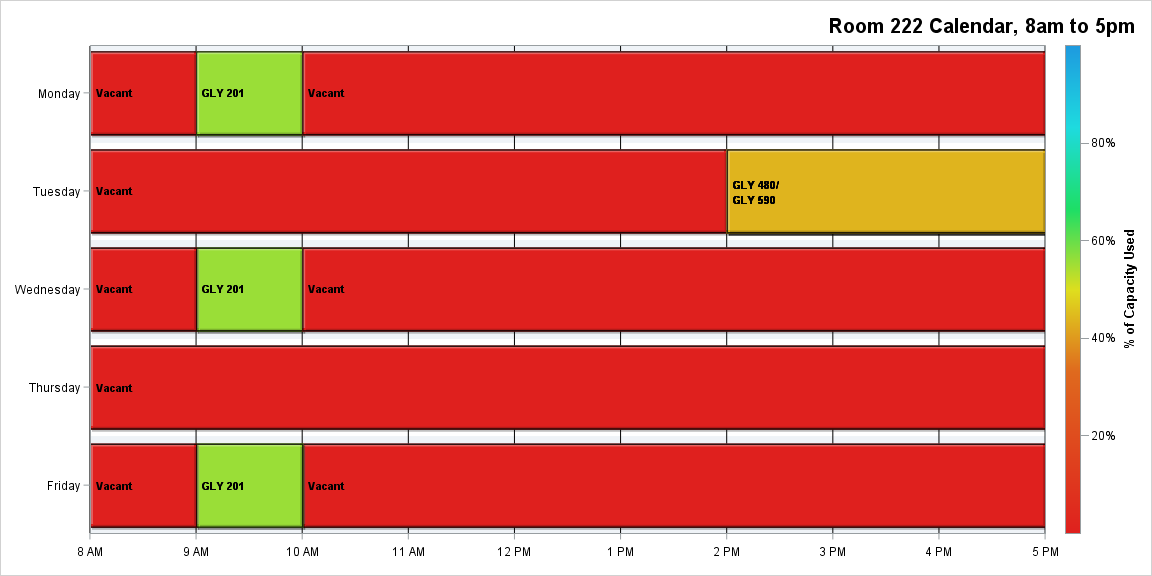 Room 222 Calendar, 8am to 5pm
Monday
Vacant
GLY 201
Vacant
Tuesday
Vacant
GLY 480/
GLY 590
Wednesday
Vacant
GLY 201
Vacant
Thursday
Vacant
Friday
Vacant
GLY 201
Vacant
8 AM
9 AM
10 AM
11 AM
12 PM
1 PM
2 PM
3 PM
4 PM
5 PM
80%
60%
40%
20%
% of Capacity Used